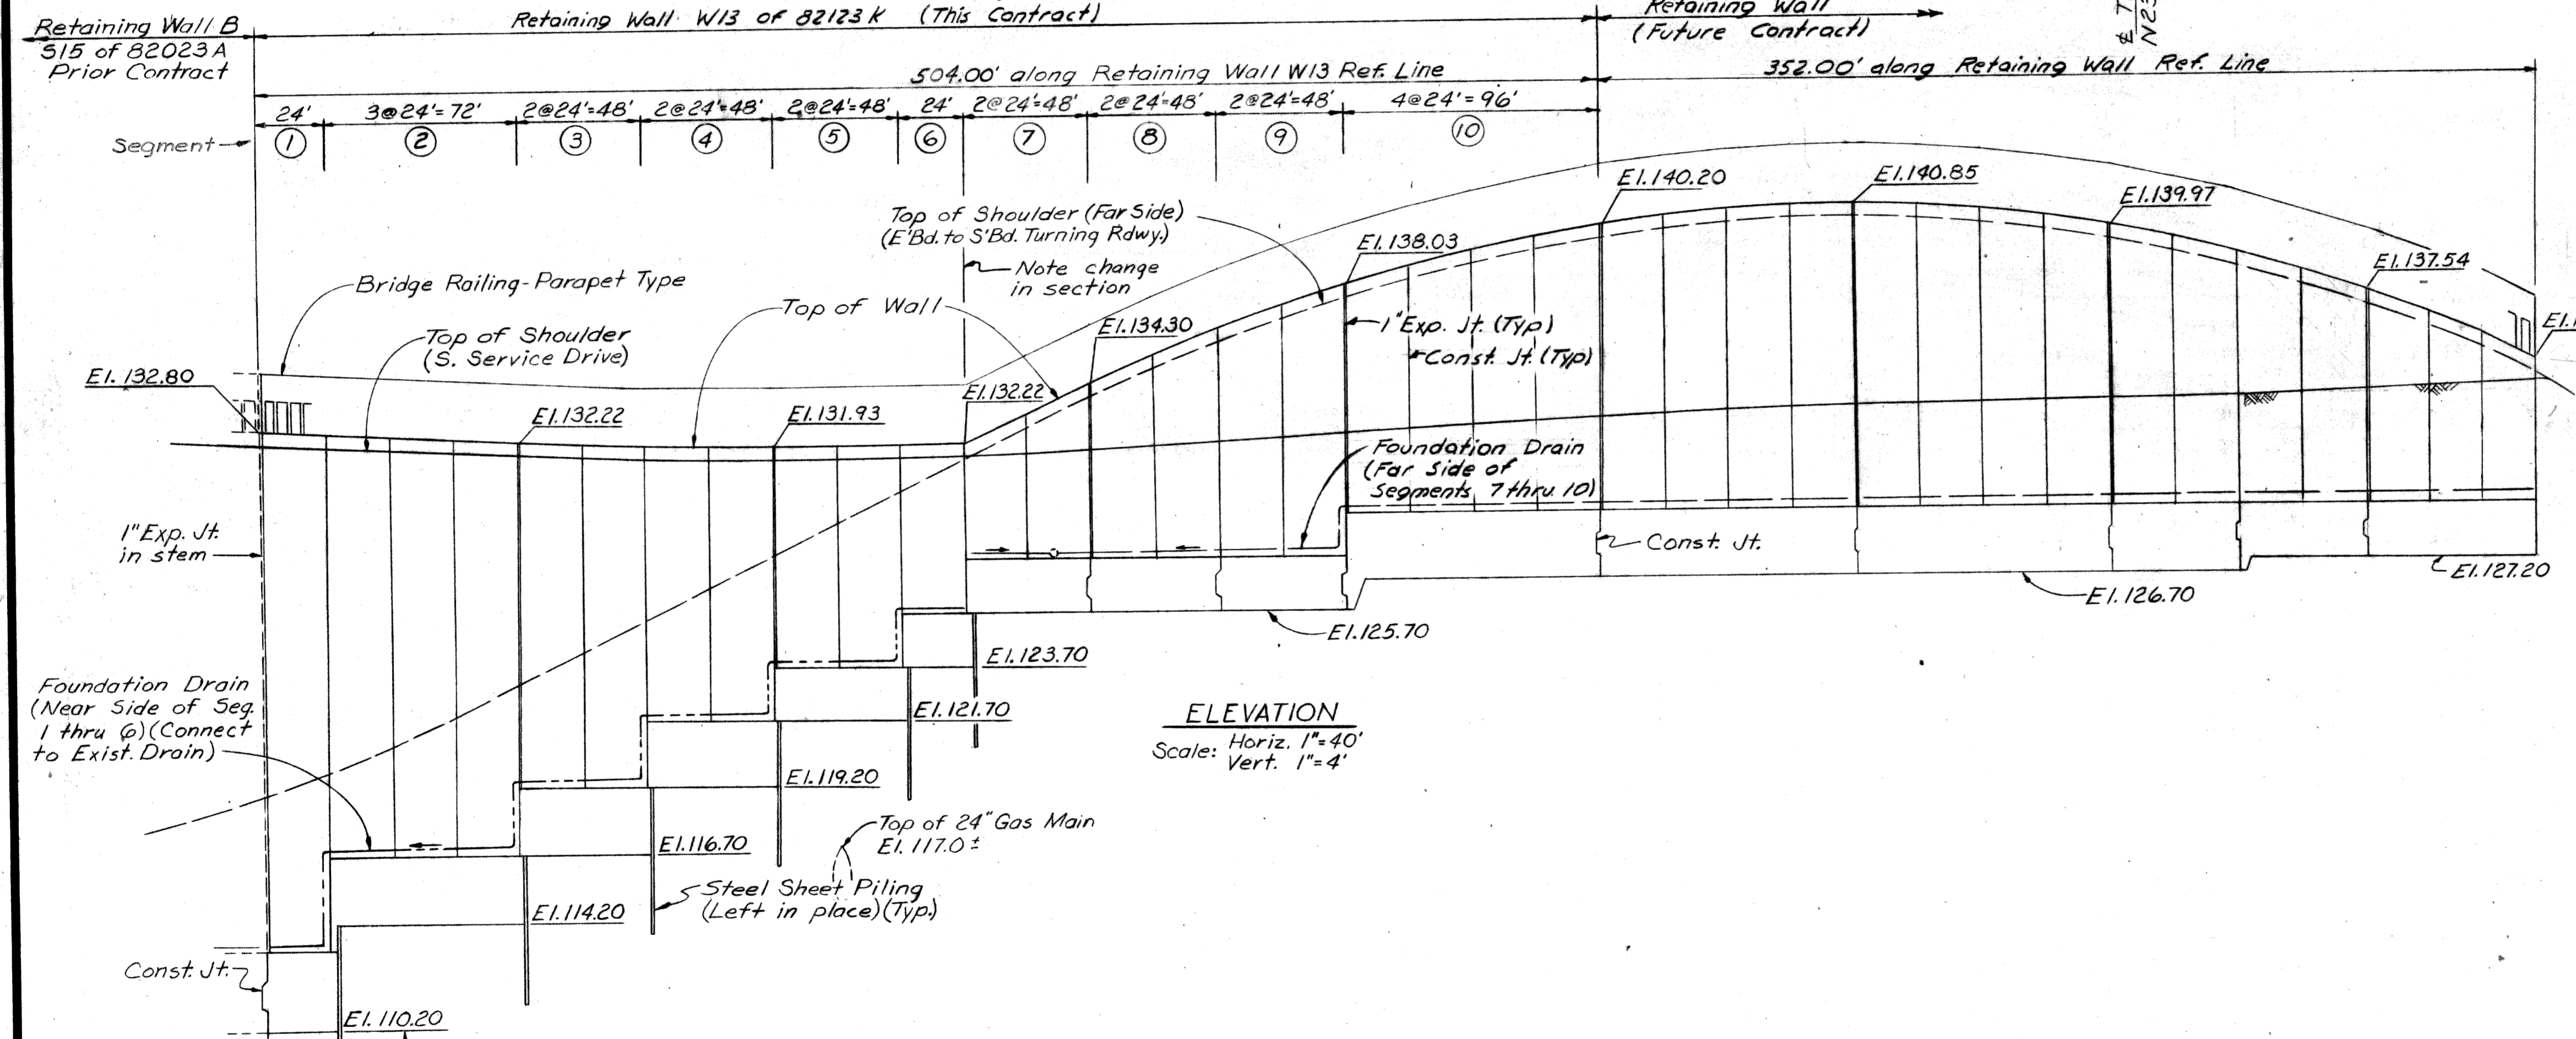 Retaining Wall B
S15 of 82023A
Prior Contract
Retaining Wall W13 of 82123K (This Contract)
Retaining Wall
(Future Contract)
504.00' along Retaining Wall W13 Ref. Line
352.00' along Retaining Wall Ref. Line
24' 3@24'=72' 2@24'=48' 2@24'=48' 2@24'=48' 24' 2@24'=48' 2@24'=48' 2@24'=48' 4@24'=96'
Segment 1 2 3 4 5 6 7 8 9 10
El.140.20
El.140.85
El.139.97
Top of Shoulder (Far Side)
(E'Bd. to S'Bd. Turning Rdwy.)
El.138.03
El.137.54
Note change
in section
Bridge Railing-Parapet Type
Top of Wall
Top of Shoulder
(S. Service Drive)
El.134.30
1" Exp. Jt. (Typ)
Const. Jt. (Typ)
El. 132.80
El.132.22
El.131.93
El.132.22
Foundation Drain
(Far Side of
Segments 7 thru 10)
1" Exp. Jt.
in stem
Const. Jt.
El.127.20
El.126.70
El.125.70
El.123.70
Foundation Drain
(Near Side of Seg.
1 thru 6)(Connect
to Exist. Drain)
El.121.70
ELEVATION
Scale: Horiz. 1"=40'
Vert. 1"=4'
El.119.20
Top of 24" Gas Main
El. 117.0±
El.116.70
Steel Sheet Piling
(Left in place)(Typ.)
El.114.20
Const. Jt.
El.110.20